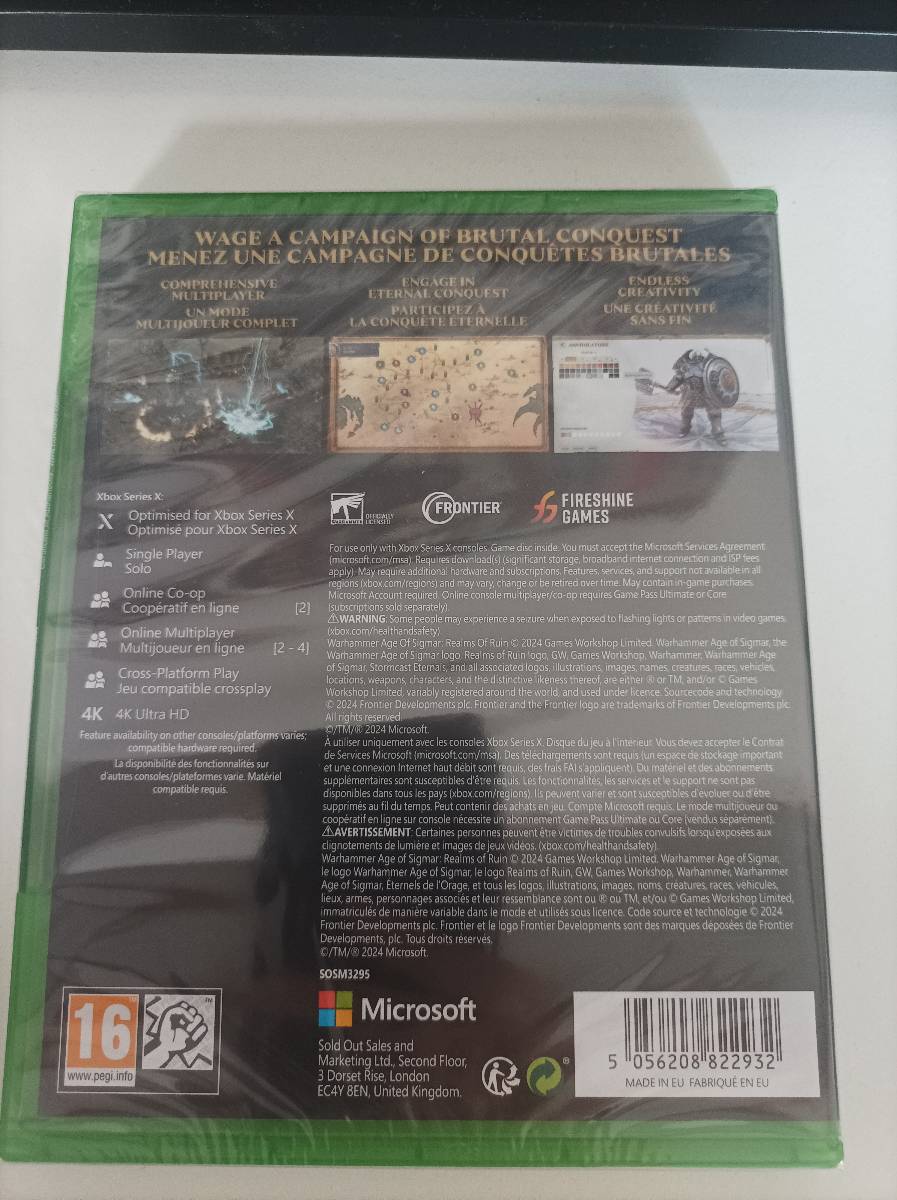 WAGE A CAMPAIGN OF BRUTAL CONQUEST
MENEZ UNE CAMPAGNE DE CONQUÊTES BRUTALES
COMPREHENSIVE
MULTIPLAYER
UN MODE
MULTIJOUEUR COMPLET
ENGAGE IN
ETERNAL CONQUEST
PARTICIPEZ À
LA CONQUÊTE ÉTERNELLE
ENDLESS
CREATIVITY
UNE CRÉATIVITÉ
SANS FIN
ANNIHILATORS
Xbox Series X:
X Optimised for Xbox Series X
Optimisé pour Xbox Series X
Single Player
Solo
Online Co-op
Coopératif en ligne [2]
Online Multiplayer
Multijoueur en ligne [2 - 4]
Cross-Platform Play
Jeu compatible crossplay
4K 4K Ultra HD
Feature availability on other consoles/platforms varies;
compatible hardware required.
La disponibilité des fonctionnalités sur
d'autres consoles/plateformes varie. Matériel
compatible requis.
WARHAMMER
OFFICIALLY
LICENSED
FRONTIER
FIRESHINE
GAMES
For use only with Xbox Series X consoles. Game disc inside. You must accept the Microsoft Services Agreement
(microsoft.com/msa). Requires download(s) (significant storage, broadband internet connection and ISP fees
apply). May require additional hardware and subscriptions. Features, services, and support not available in all
regions (xbox.com/regions) and may vary, change or be retired over time. May contain in-game purchases.
Microsoft Account required. Online console multiplayer/co-op requires Game Pass Ultimate or Core
(subscriptions sold separately).
⚠WARNING: Some people may experience a seizure when exposed to flashing lights or patterns in video games.
(xbox.com/healthandsafety).
Warhammer Age Of Sigmar: Realms Of Ruin © 2024 Games Workshop Limited. Warhammer Age of Sigmar, the
Warhammer Age of Sigmar logo, Realms of Ruin logo, GW, Games Workshop, Warhammer, Warhammer Age
of Sigmar, Stormcast Eternals, and all associated logos, illustrations, images, names, creatures, races, vehicles,
locations, weapons, characters, and the distinctive likeness thereof, are either ® or TM, and/or © Games
Workshop Limited, variably registered around the world, and used under licence. Sourcecode and technology
© 2024 Frontier Developments plc. Frontier and the Frontier logo are trademarks of Frontier Developments plc.
All rights reserved.
©/TM/® 2024 Microsoft.
À utiliser uniquement avec les consoles Xbox Series X. Disque du jeu à l'intérieur. Vous devez accepter le Contrat
de Services Microsoft (microsoft.com/msa). Des téléchargements sont requis (un espace de stockage important
et une connexion Internet haut débit sont requis, des frais FAI s'appliquent). Du matériel et des abonnements
supplémentaires sont susceptibles d'être requis. Les fonctionnalités, les services et le support ne sont pas
disponibles dans tous les pays (xbox.com/regions). Ils peuvent varier et sont susceptibles d'évoluer ou d'être
supprimés au fil du temps. Peut contenir des achats en jeu. Compte Microsoft requis. Le mode multijoueur ou
coopératif en ligne sur console nécessite un abonnement Game Pass Ultimate ou Core (vendus séparément).
⚠AVERTISSEMENT: Certaines personnes peuvent être victimes de troubles convulsifs lorsqu'exposées aux
clignotements de lumière et images de jeux vidéos. (xbox.com/healthandsafety).
Warhammer Age of Sigmar: Realms of Ruin © 2024 Games Workshop Limited. Warhammer Age of Sigmar,
le logo Warhammer Age of Sigmar, le logo Realms of Ruin, GW, Games Workshop, Warhammer, Warhammer
Age of Sigmar, Éternels de l'Orage, et tous les logos, illustrations, images, noms, créatures, races, véhicules,
lieux, armes, personnages associés et leur ressemblance sont ou ® ou TM, et/ou © Games Workshop Limited,
immatriculés de manière variable dans le mode et utilisés sous licence. Code source et technologie © 2024
Frontier Developments plc. Frontier et le logo Frontier Developments sont des marques déposées de Frontier
Developments, plc. Tous droits réservés.
©/TM/® 2024 Microsoft.
SOSM3295
Microsoft
Sold Out Sales and
Marketing Ltd., Second Floor,
3 Dorset Rise, London
EC4Y 8EN, United Kingdom.
16
www.pegi.info
5 056208 822932
MADE IN EU FABRIQUÉ EN EU